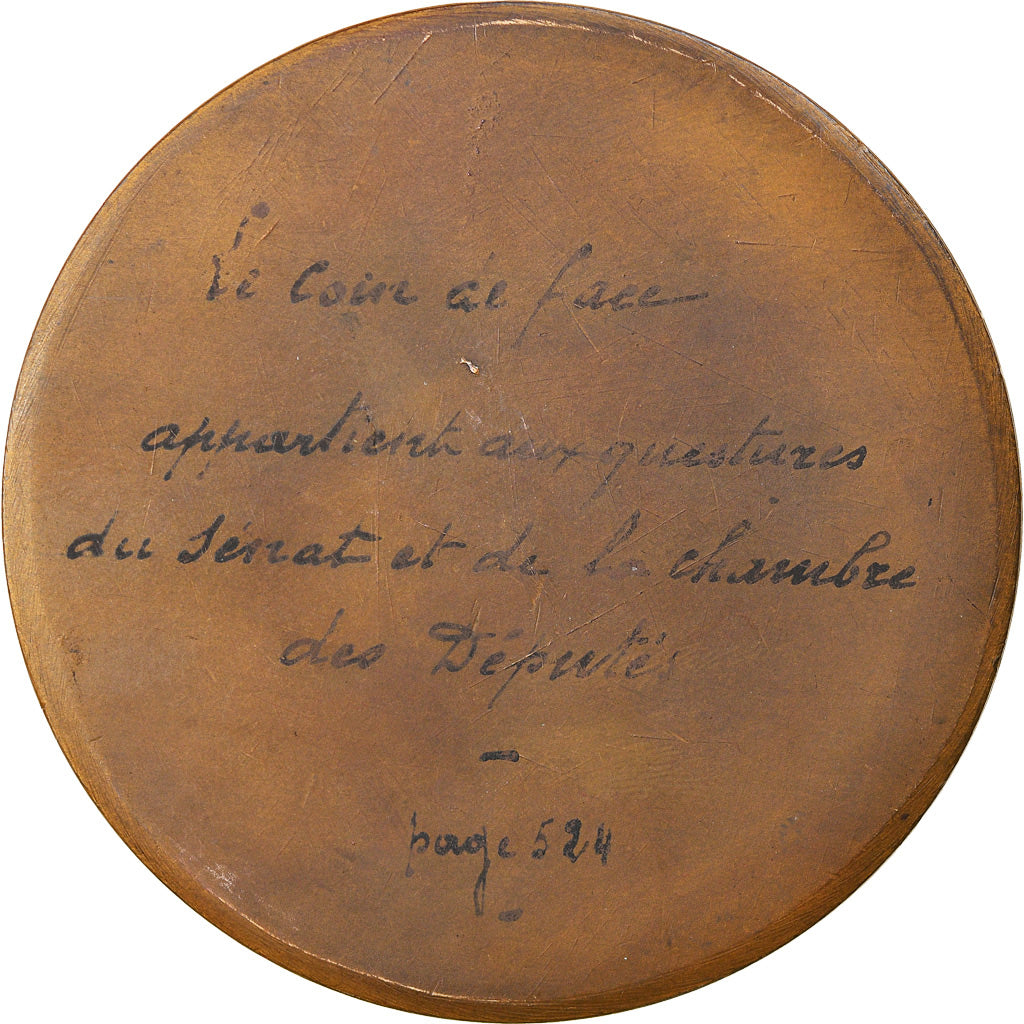 Le Coin de face
appartient aux questures
du Sénat et de la chambre
des Députés
—
page 524
-